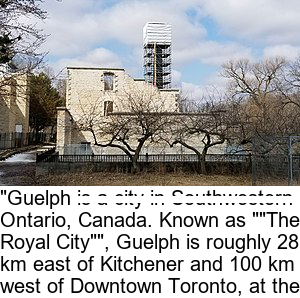 "Guelph is a city in Southwestern
Ontario, Canada. Known as ""The
Royal City"", Guelph is roughly 28
km east of Kitchener and 100 km
west of Downtown Toronto, at the